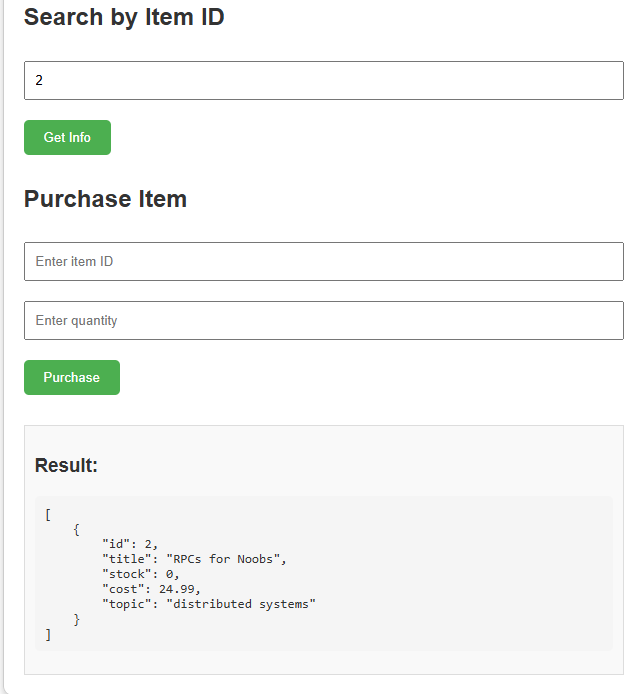 Search by Item ID
2
Get Info
Purchase Item
Enter item ID
Enter quantity
Purchase
Result:
[
    {
        "id": 2,
        "title": "RPCs for Noobs",
        "stock": 0,
        "cost": 24.99,
        "topic": "distributed systems"
    }
]